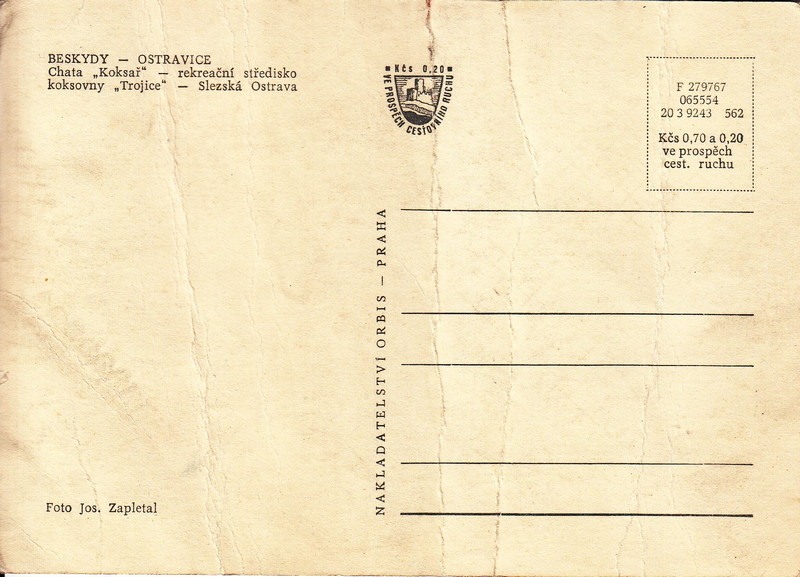 BESKYDY — OSTRAVICE
Chata „Koksař“ — rekreační středisko
koksovny „Trojice“ — Slezská Ostrava
Kčs 0,20
VE PROSPĚCH CESTOVNÍHO RUCHU
F 279767
065554
20 3 9243 562
Kčs 0,70 a 0,20
ve prospěch
cest. ruchu
NAKLADATELSTVÍ ORBIS — PRAHA
Foto Jos. Zapletal